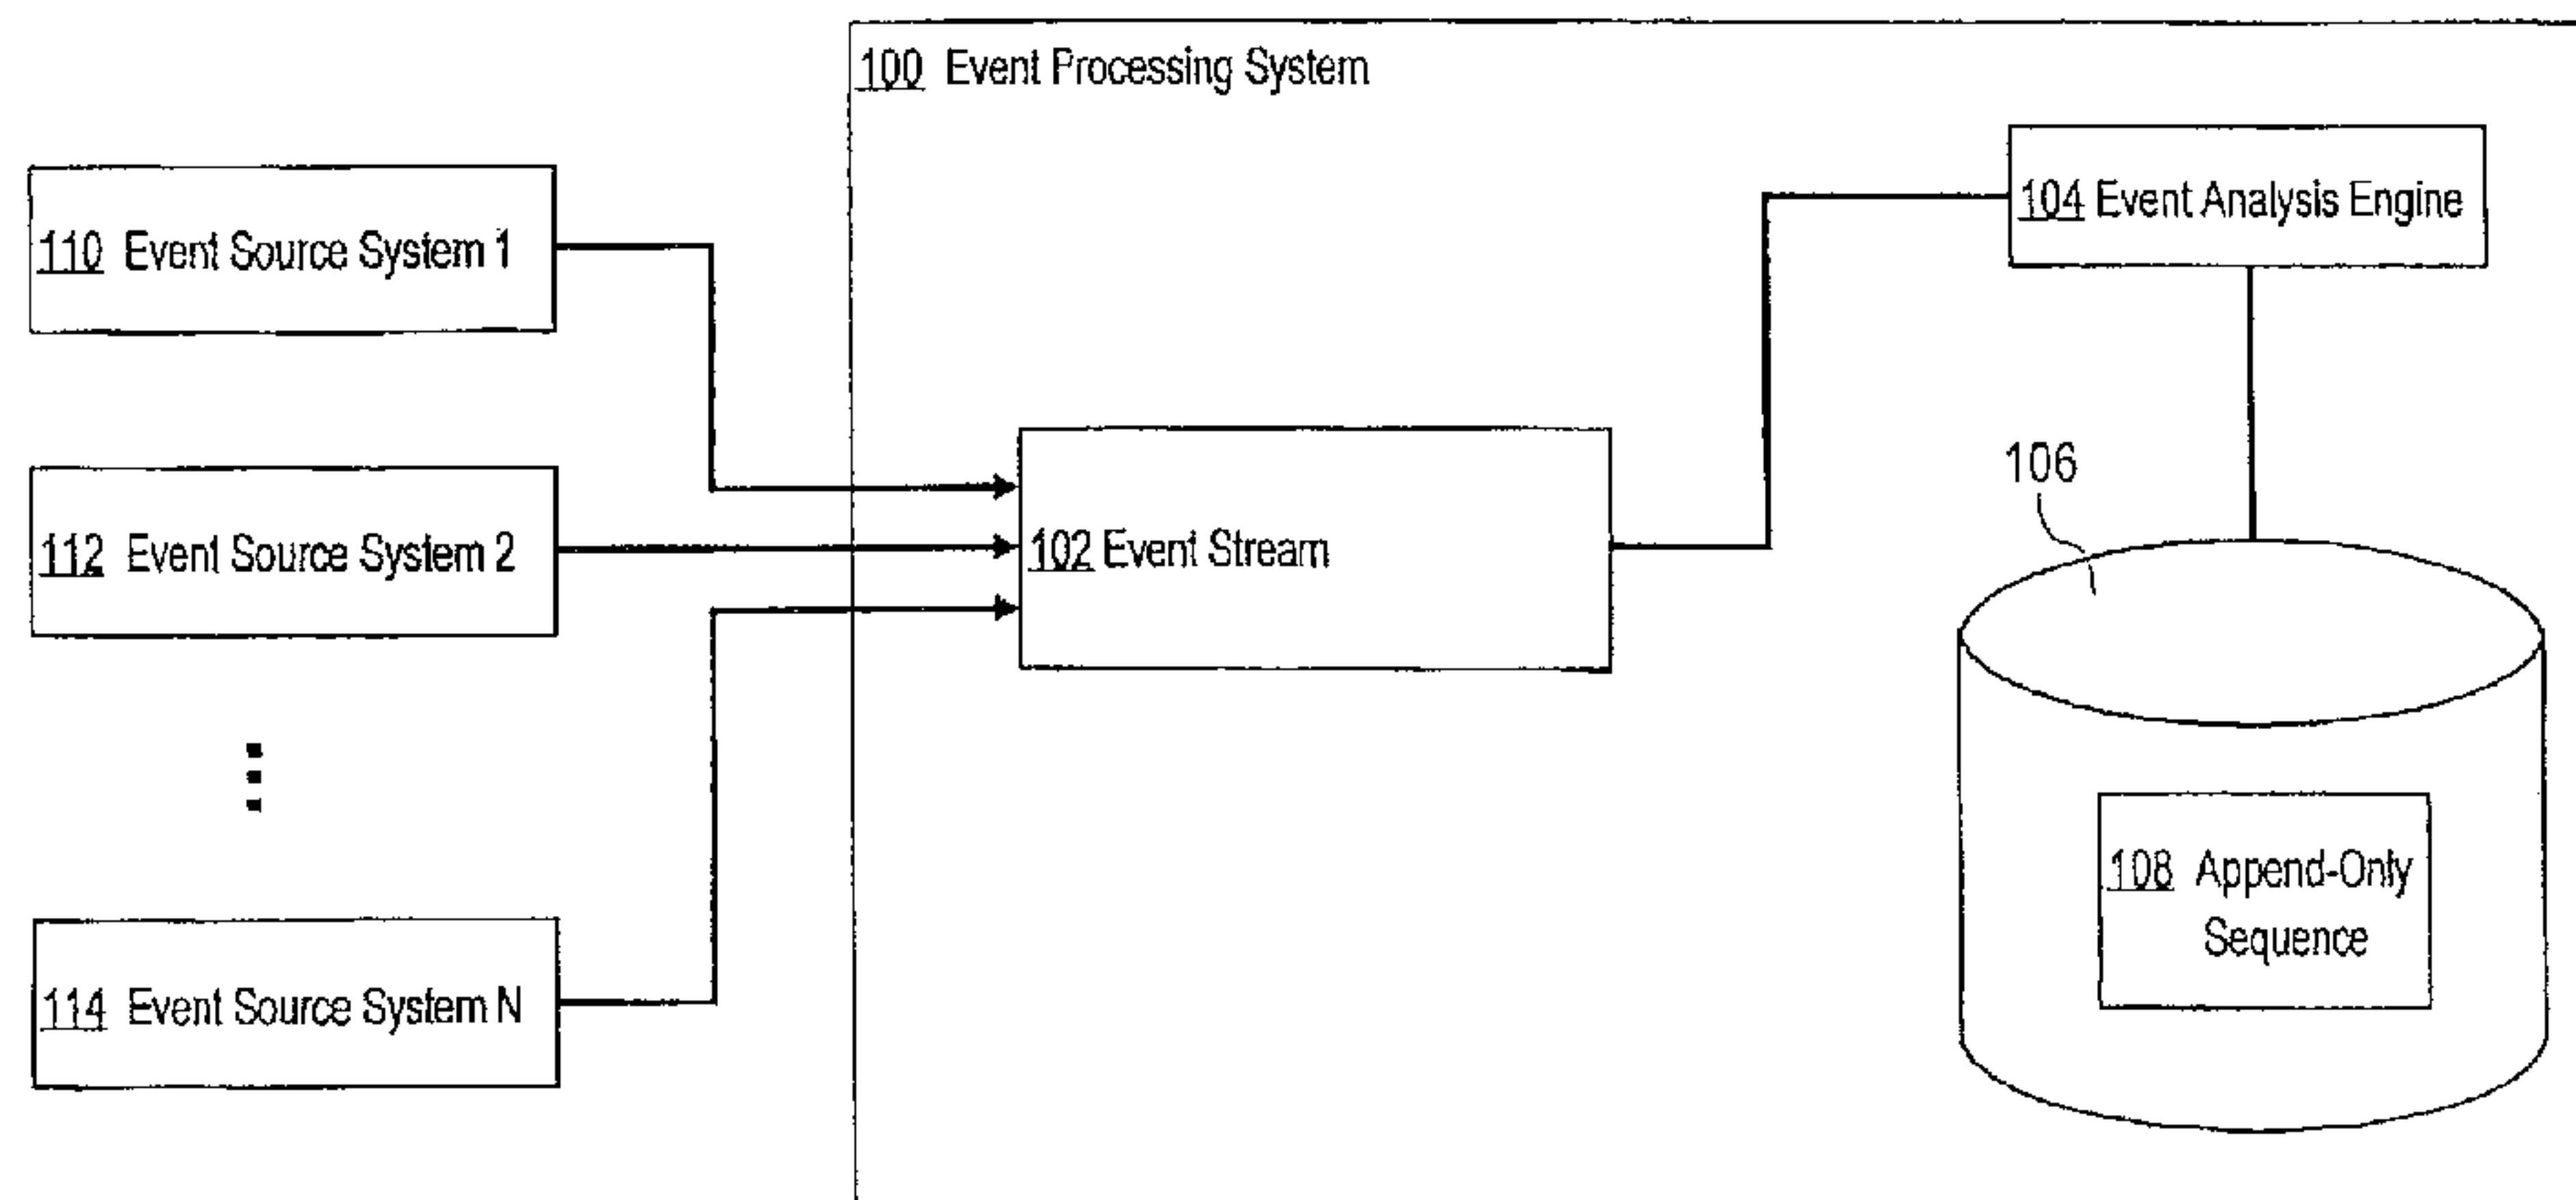 100 Event Processing System
110 Event Source System 1
112 Event Source System 2
114 Event Source System N
102 Event Stream
104 Event Analysis Engine
106
108 Append-Only
Sequence